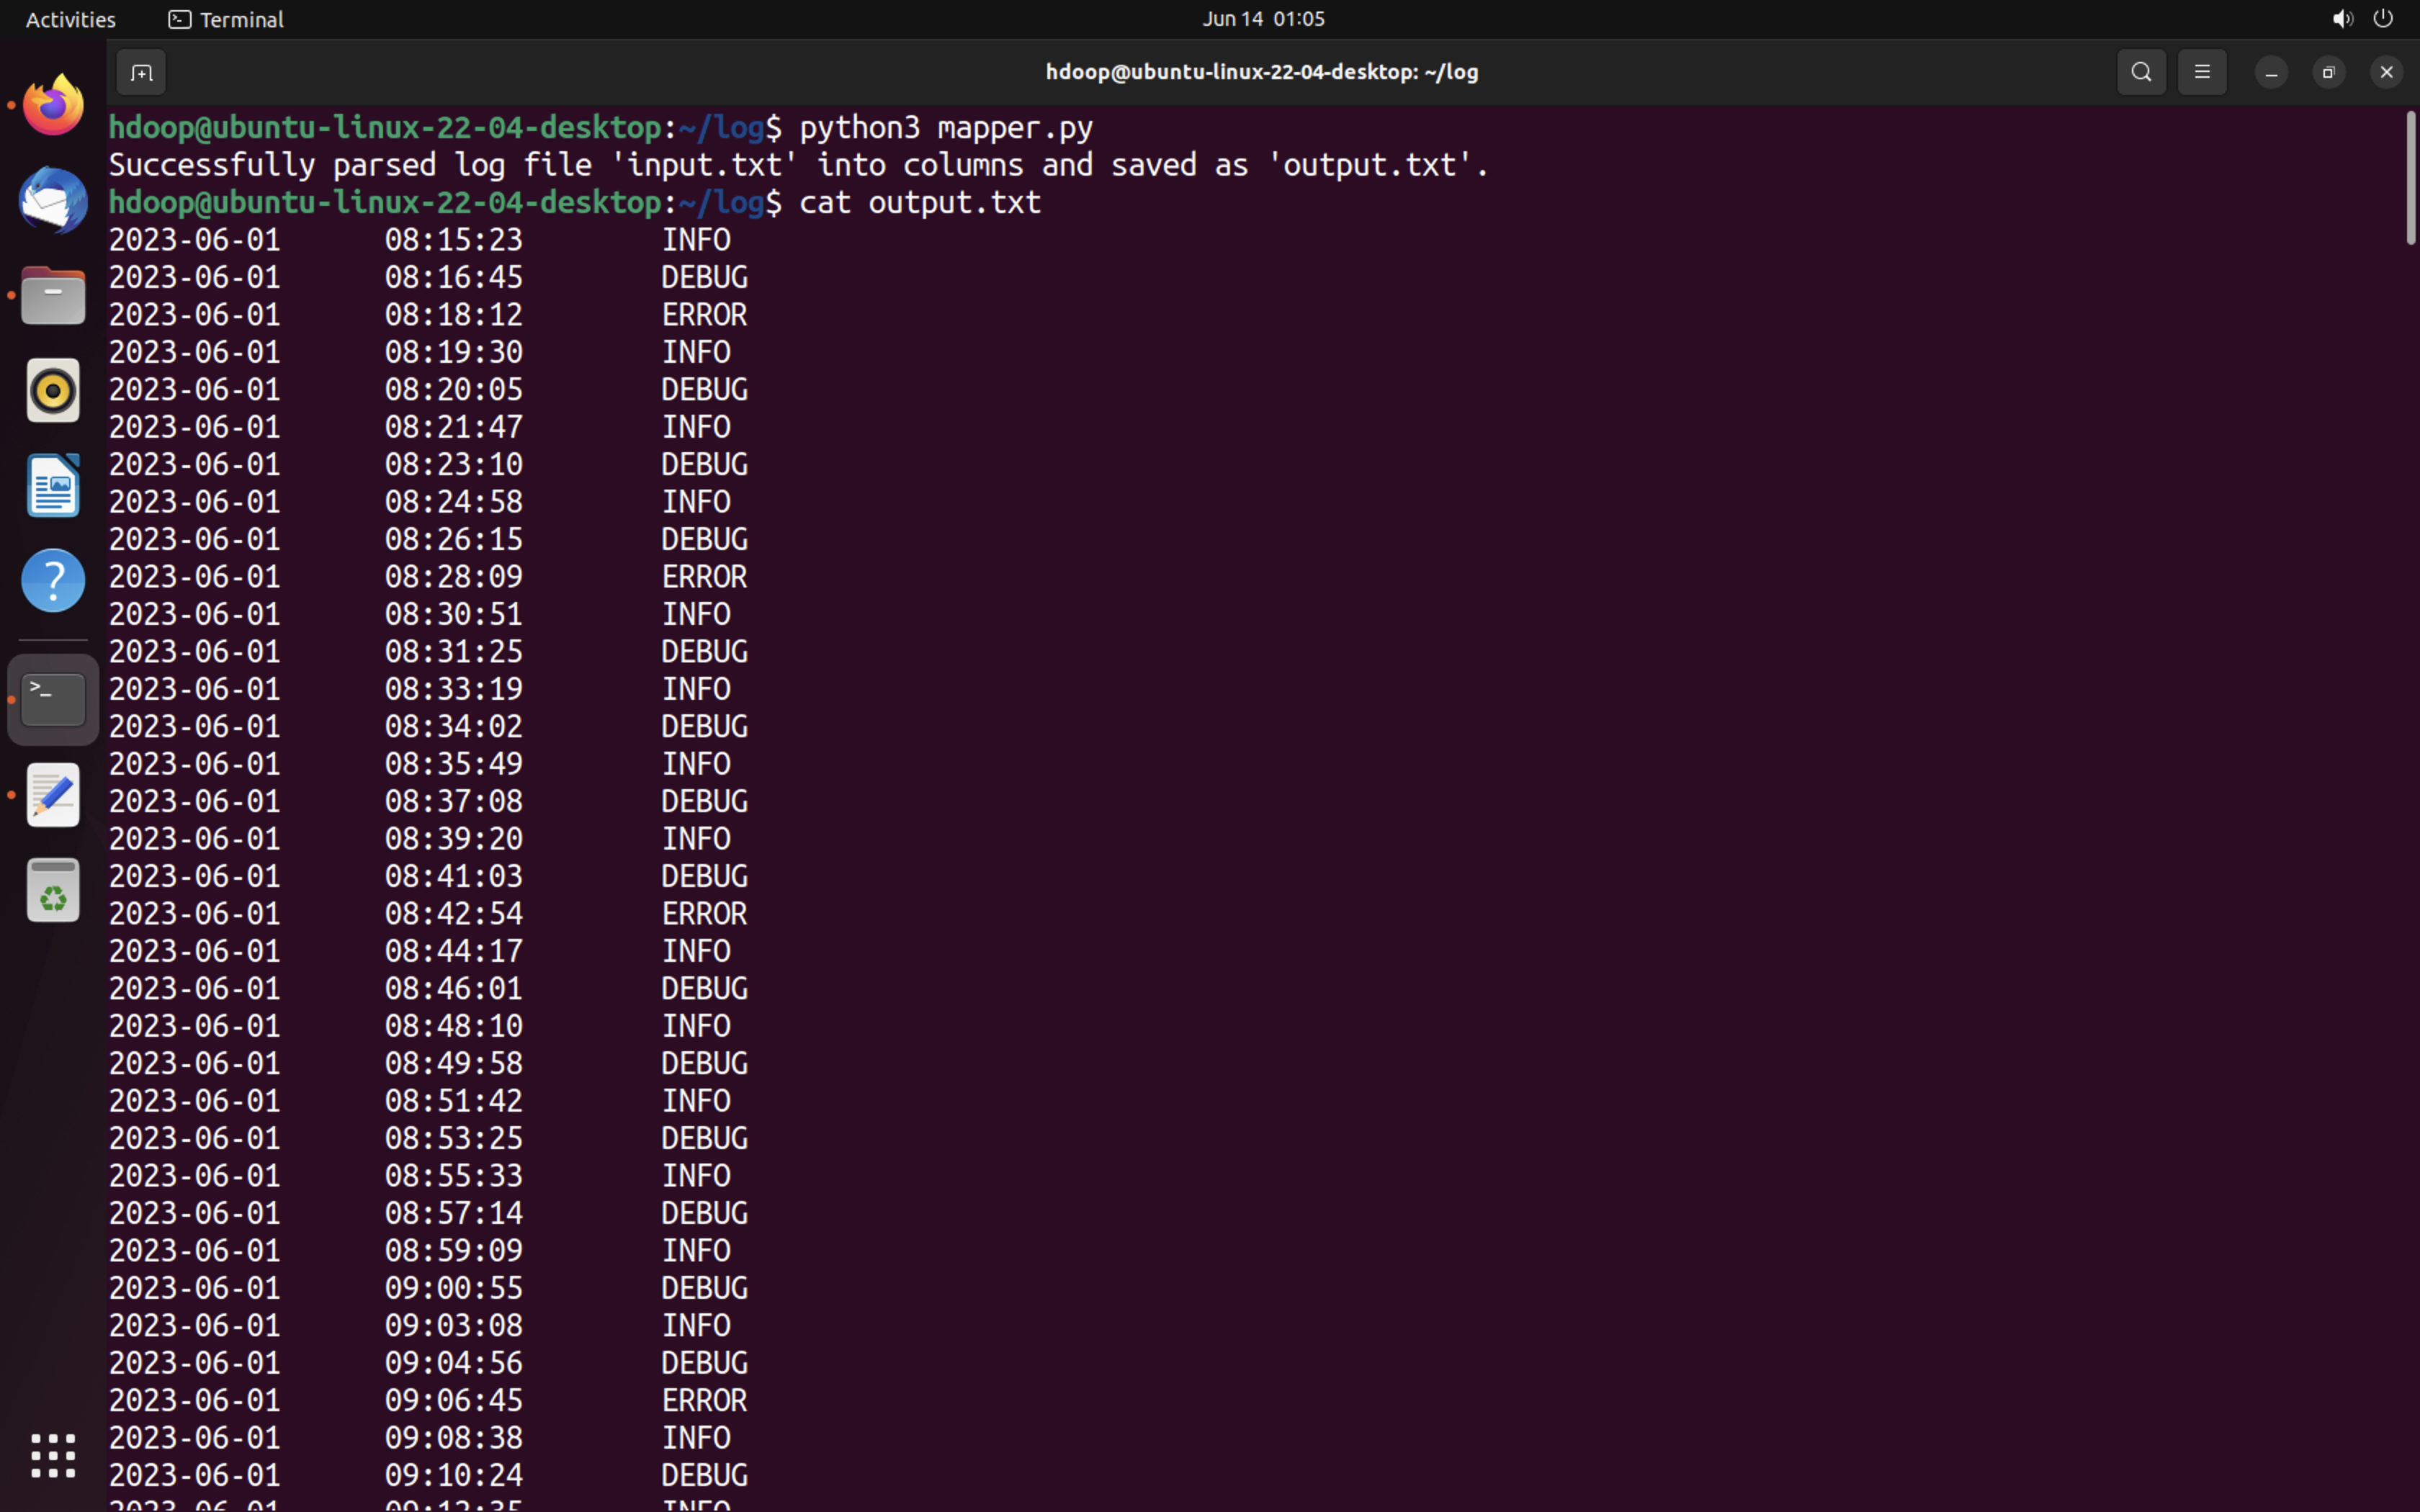 Activities Terminal Jun 14 01:05
hdoop@ubuntu-linux-22-04-desktop: ~/log
hdoop@ubuntu-linux-22-04-desktop:~/log$ python3 mapper.py
Successfully parsed log file 'input.txt' into columns and saved as 'output.txt'.
hdoop@ubuntu-linux-22-04-desktop:~/log$ cat output.txt
2023-06-01 08:15:23 INFO
2023-06-01 08:16:45 DEBUG
2023-06-01 08:18:12 ERROR
2023-06-01 08:19:30 INFO
2023-06-01 08:20:05 DEBUG
2023-06-01 08:21:47 INFO
2023-06-01 08:23:10 DEBUG
2023-06-01 08:24:58 INFO
2023-06-01 08:26:15 DEBUG
2023-06-01 08:28:09 ERROR
2023-06-01 08:30:51 INFO
2023-06-01 08:31:25 DEBUG
2023-06-01 08:33:19 INFO
2023-06-01 08:34:02 DEBUG
2023-06-01 08:35:49 INFO
2023-06-01 08:37:08 DEBUG
2023-06-01 08:39:20 INFO
2023-06-01 08:41:03 DEBUG
2023-06-01 08:42:54 ERROR
2023-06-01 08:44:17 INFO
2023-06-01 08:46:01 DEBUG
2023-06-01 08:48:10 INFO
2023-06-01 08:49:58 DEBUG
2023-06-01 08:51:42 INFO
2023-06-01 08:53:25 DEBUG
2023-06-01 08:55:33 INFO
2023-06-01 08:57:14 DEBUG
2023-06-01 08:59:09 INFO
2023-06-01 09:00:55 DEBUG
2023-06-01 09:03:08 INFO
2023-06-01 09:04:56 DEBUG
2023-06-01 09:06:45 ERROR
2023-06-01 09:08:38 INFO
2023-06-01 09:10:24 DEBUG
2023-06-01 09:12:35 INFO